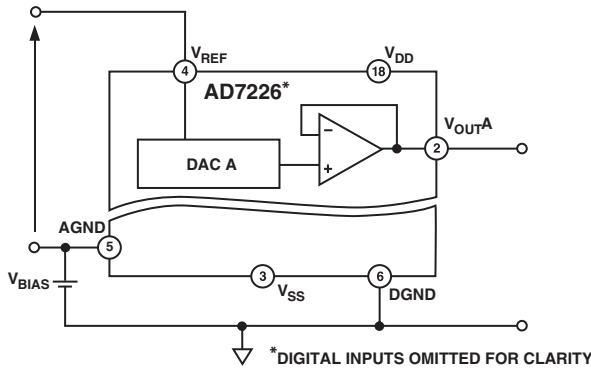 VREF
VDD
4
18
AD7226*
VOUTA
DAC A
−
+
2
AGND
5
VBIAS
3
6
VSS
DGND
*DIGITAL INPUTS OMITTED FOR CLARITY